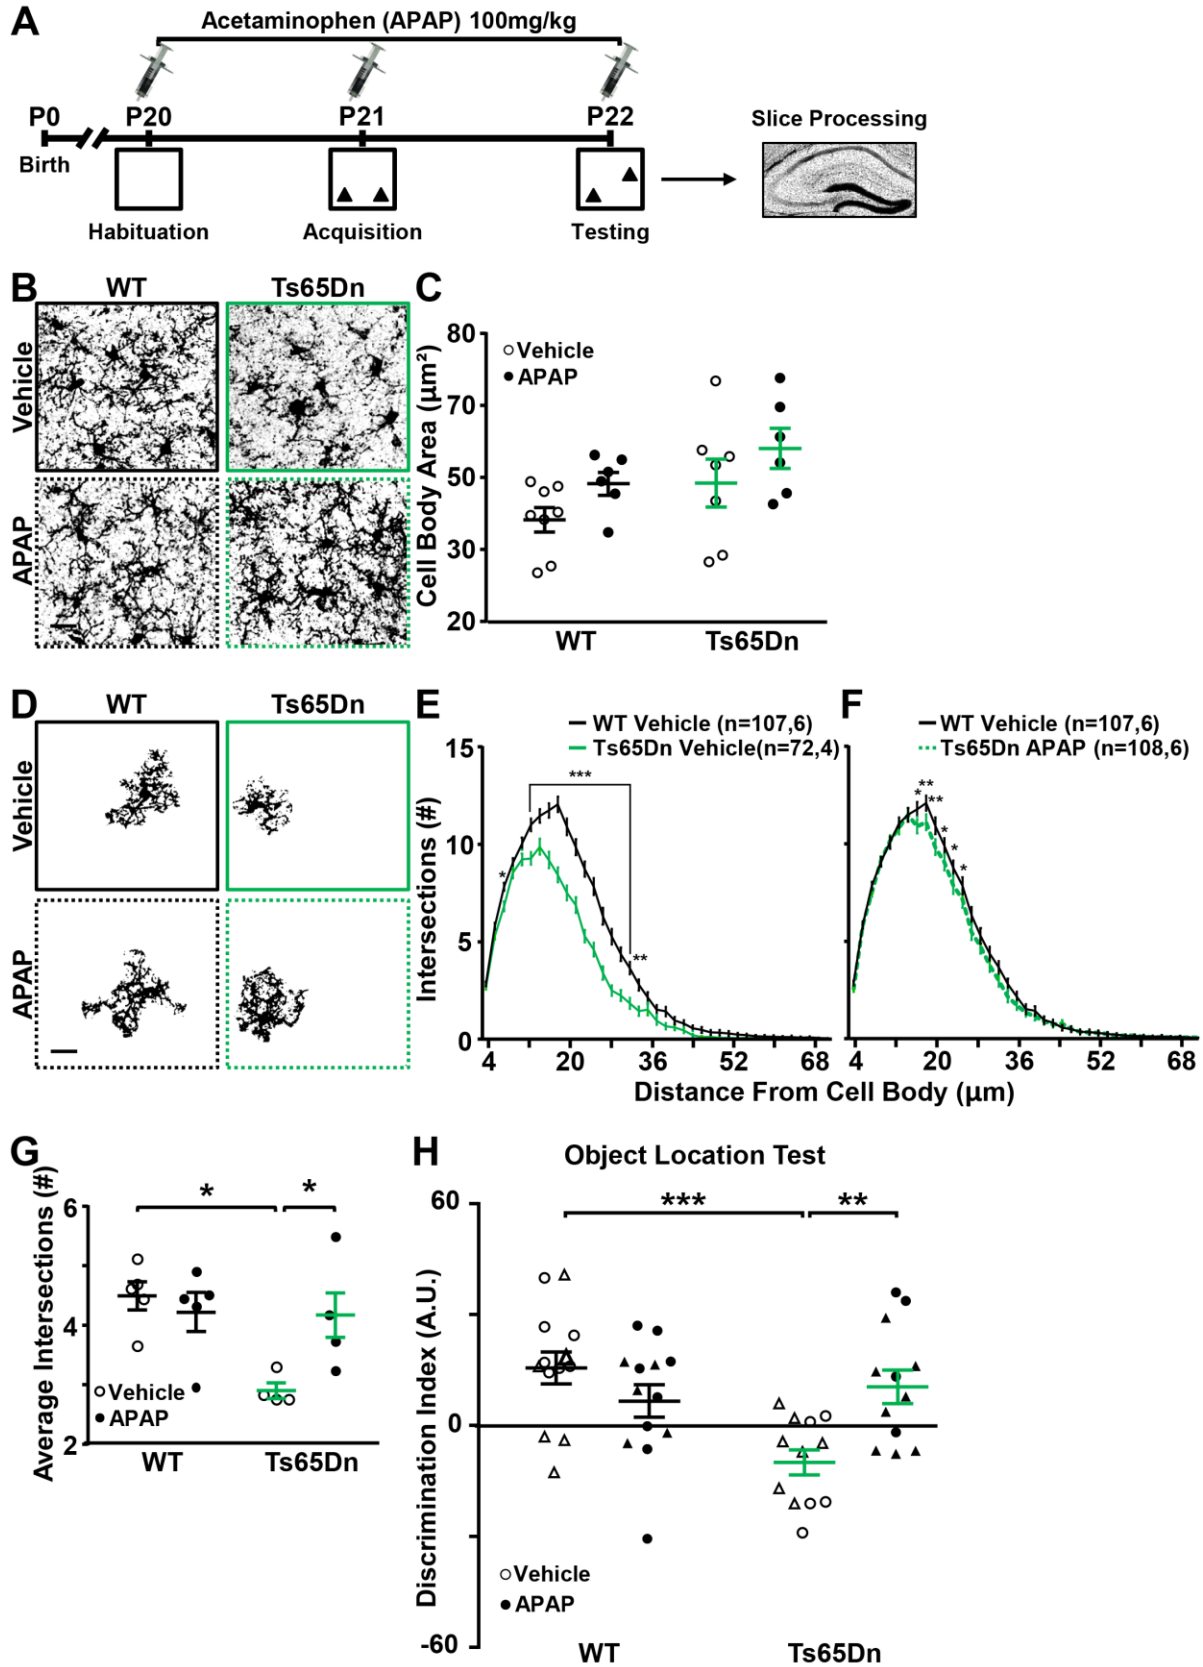 A
Acetaminophen (APAP) 100mg/kg
P0
P20
P21
P22
Slice Processing
Birth
Habituation
Acquisition
Testing
B
WT
Ts65Dn
Vehicle
APAP
C
Cell Body Area (µm²)
80
70
50
30
20
Vehicle
APAP
WT
Ts65Dn
D
WT
Ts65Dn
Vehicle
APAP
E
WT Vehicle (n=107,6)
Ts65Dn Vehicle(n=72,4)
Intersections (#)
15
10
5
0
*
***
**
4
20
36
52
68
F
WT Vehicle (n=107,6)
Ts65Dn APAP (n=108,6)
**
*
**
*
*
*
4
20
36
52
68
Distance From Cell Body (µm)
G
Average Intersections (#)
6
4
2
*
*
Vehicle
APAP
WT
Ts65Dn
H
Object Location Test
Discrimination Index (A.U.)
60
0
-60
***
**
Vehicle
APAP
WT
Ts65Dn